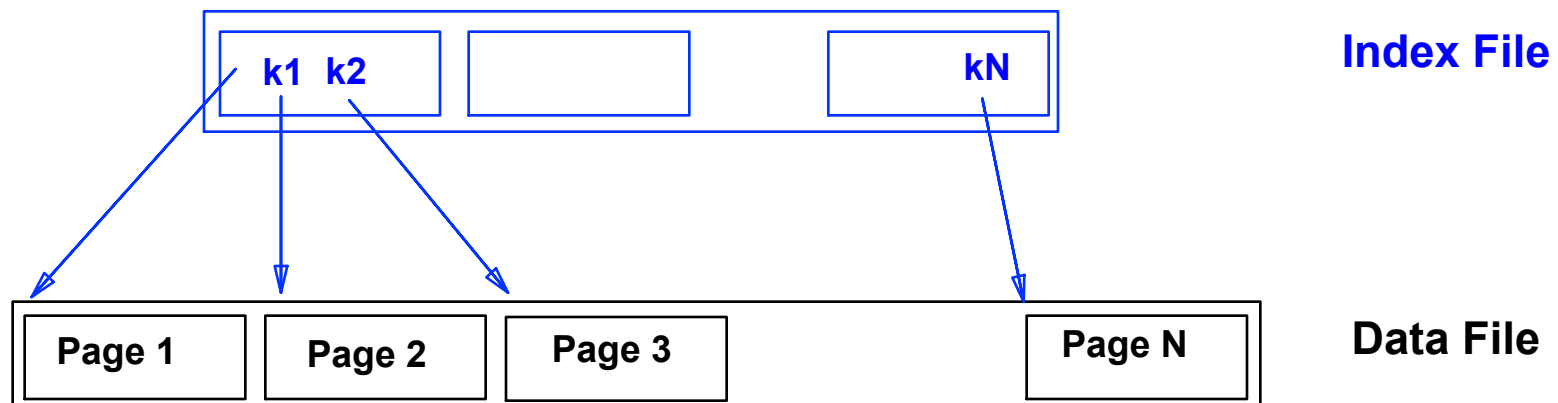 k1 k2 kN Index File
Page 1 Page 2 Page 3 Page N Data File